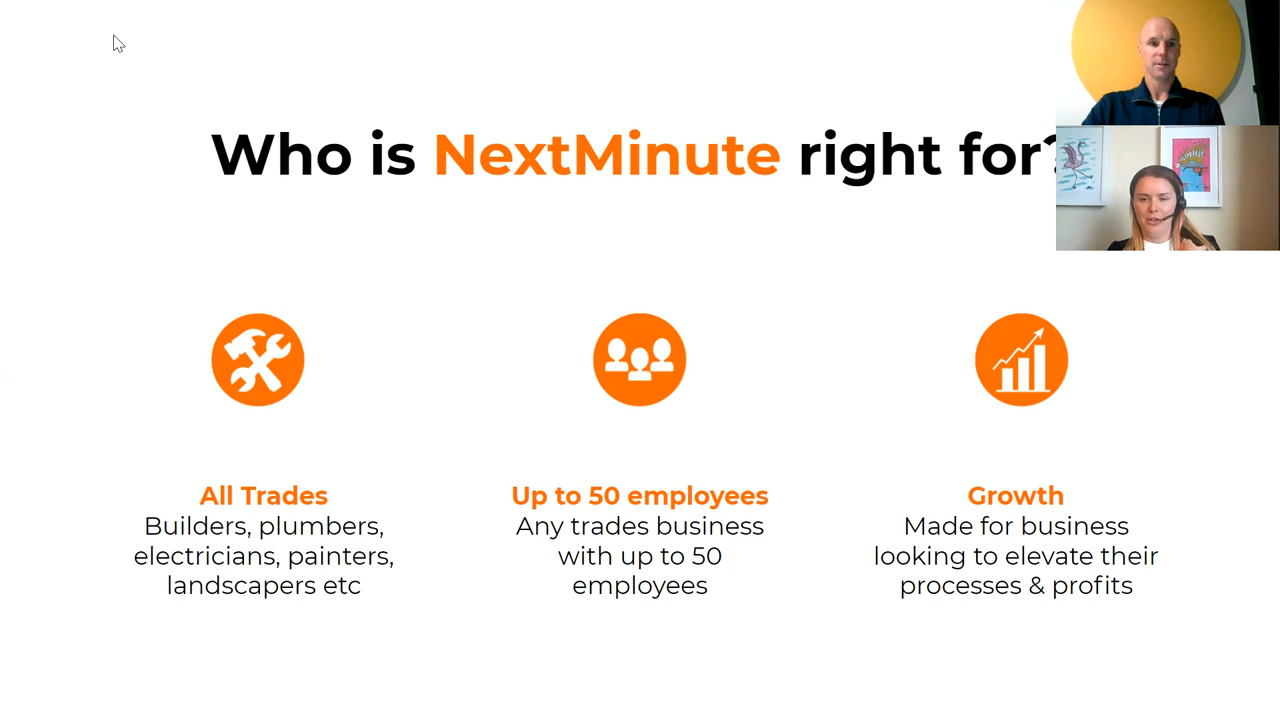 Who is NextMinute right for?
All Trades
Builders, plumbers,
electricians, painters,
landscapers etc
Up to 50 employees
Any trades business
with up to 50
employees
Growth
Made for business
looking to elevate their
processes & profits